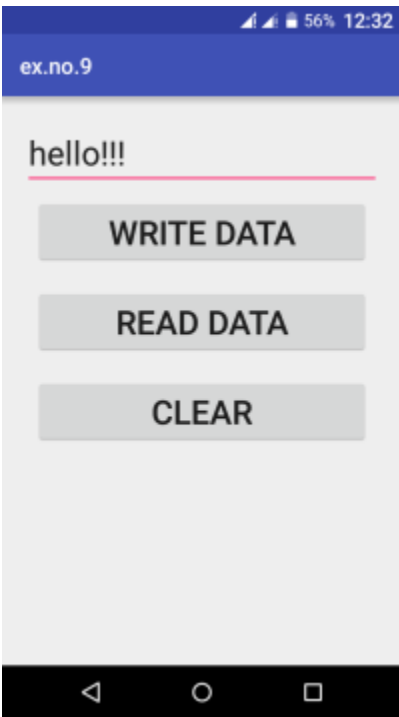 56% 12:32
ex.no.9
hello!!!
WRITE DATA
READ DATA
CLEAR